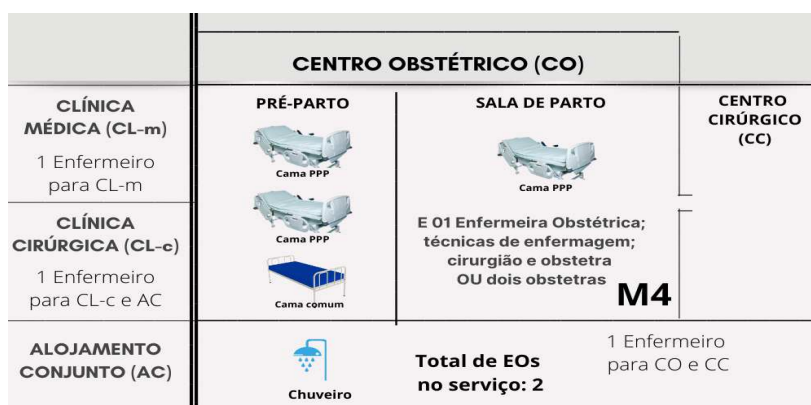 CENTRO OBSTÉTRICO (CO)
CLÍNICA
MÉDICA (CL-m)
1 Enfermeiro
para CL-m
CLÍNICA
CIRÚRGICA (CL-c)
1 Enfermeiro
para CL-c e AC
ALOJAMENTO
CONJUNTO (AC)
PRÉ-PARTO
Cama PPP
Cama PPP
Cama comum
Chuveiro
SALA DE PARTO
Cama PPP
E 01 Enfermeira Obstétrica;
técnicas de enfermagem;
cirurgião e obstetra
OU dois obstetras
M4
Total de EOs
no serviço: 2
CENTRO
CIRÚRGICO
(CC)
1 Enfermeiro
para CO e CC